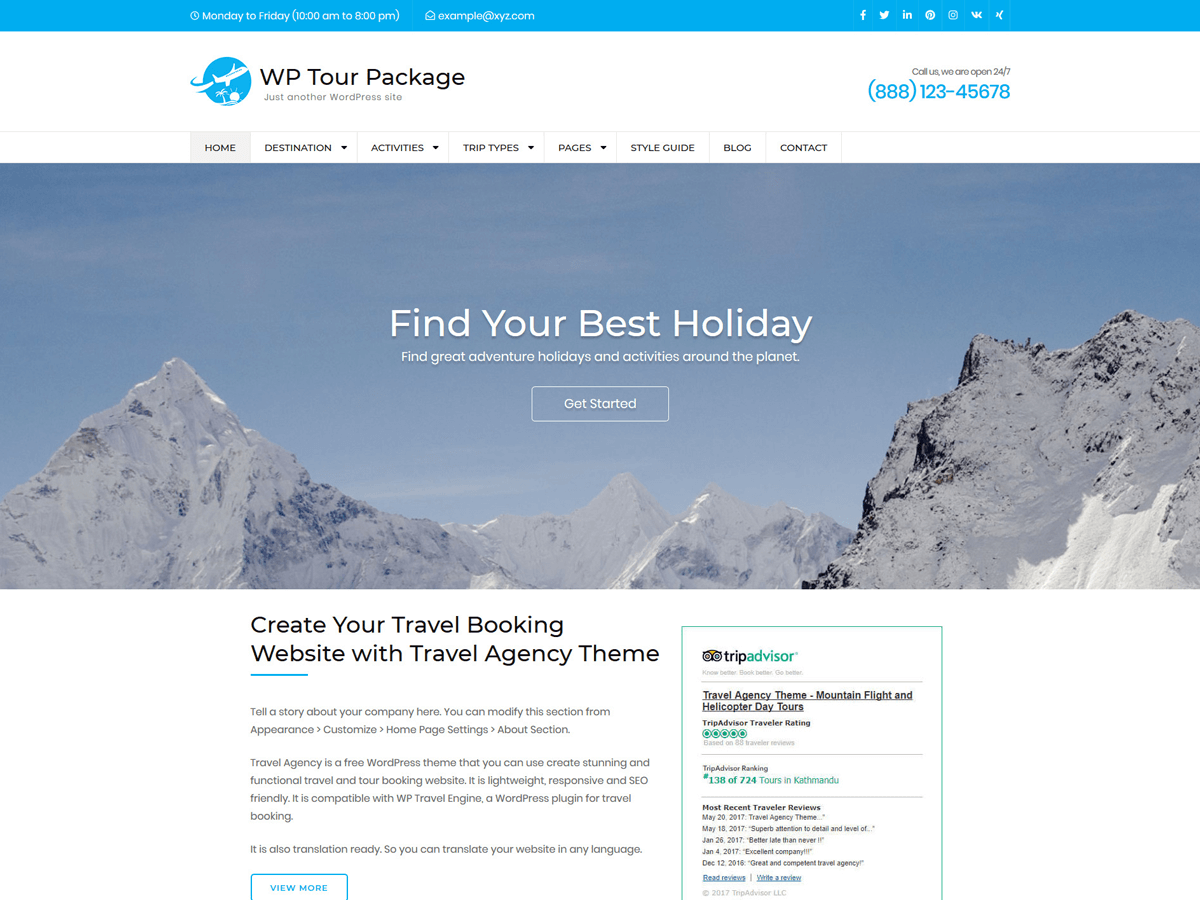 Monday to Friday (10:00 am to 8:00 pm)
example@xyz.com
WP Tour Package
Just another WordPress site
Call us, we are open 24/7
(888) 123-45678
HOME
DESTINATION
ACTIVITIES
TRIP TYPES
PAGES
STYLE GUIDE
BLOG
CONTACT
Find Your Best Holiday
Find great adventure holidays and activities around the planet.
Get Started
Create Your Travel Booking
Website with Travel Agency Theme
Tell a story about your company here. You can modify this section from
Appearance > Customize > Home Page Settings > About Section.
Travel Agency is a free WordPress theme that you can use create stunning and
functional travel and tour booking website. It is lightweight, responsive and SEO
friendly. It is compatible with WP Travel Engine, a WordPress plugin for travel
booking.
It is also translation ready. So you can translate your website in any language.
VIEW MORE
tripadvisor
Know better. Book better. Go better.
Travel Agency Theme - Mountain Flight and
Helicopter Day Tours
TripAdvisor Traveler Rating
Based on 88 traveler reviews
TripAdvisor Ranking
#138 of 724 Tours in Kathmandu
Most Recent Traveler Reviews
May 20, 2017: Travel Agency Theme..."
May 18, 2017: "Superb attention to detail and level of..."
Jan 26, 2017: "Better late than never !!"
Jan 4, 2017: "Excellent company!!!"
Dec 12, 2016: "Great and competent travel agency!"
Read reviews | Write a review
© 2017 TripAdvisor LLC